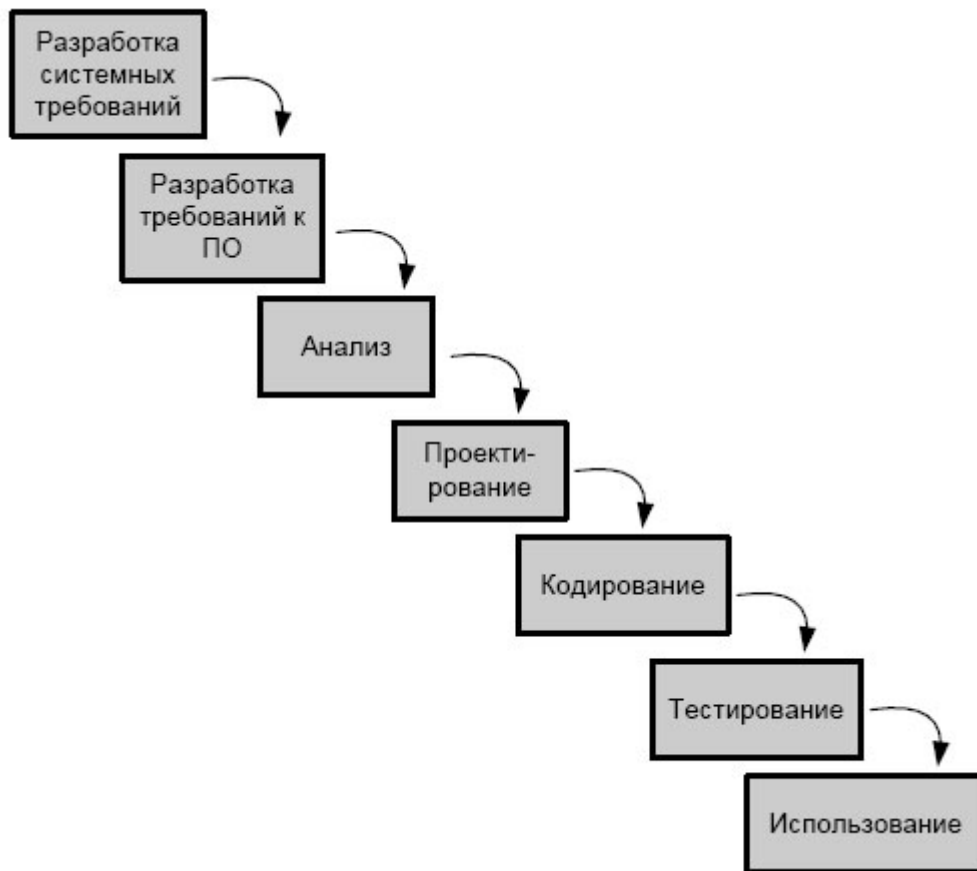 Разработка
системных
требований
Разработка
требований к
ПО
Анализ
Проекти-
рование
Кодирование
Тестирование
Использование